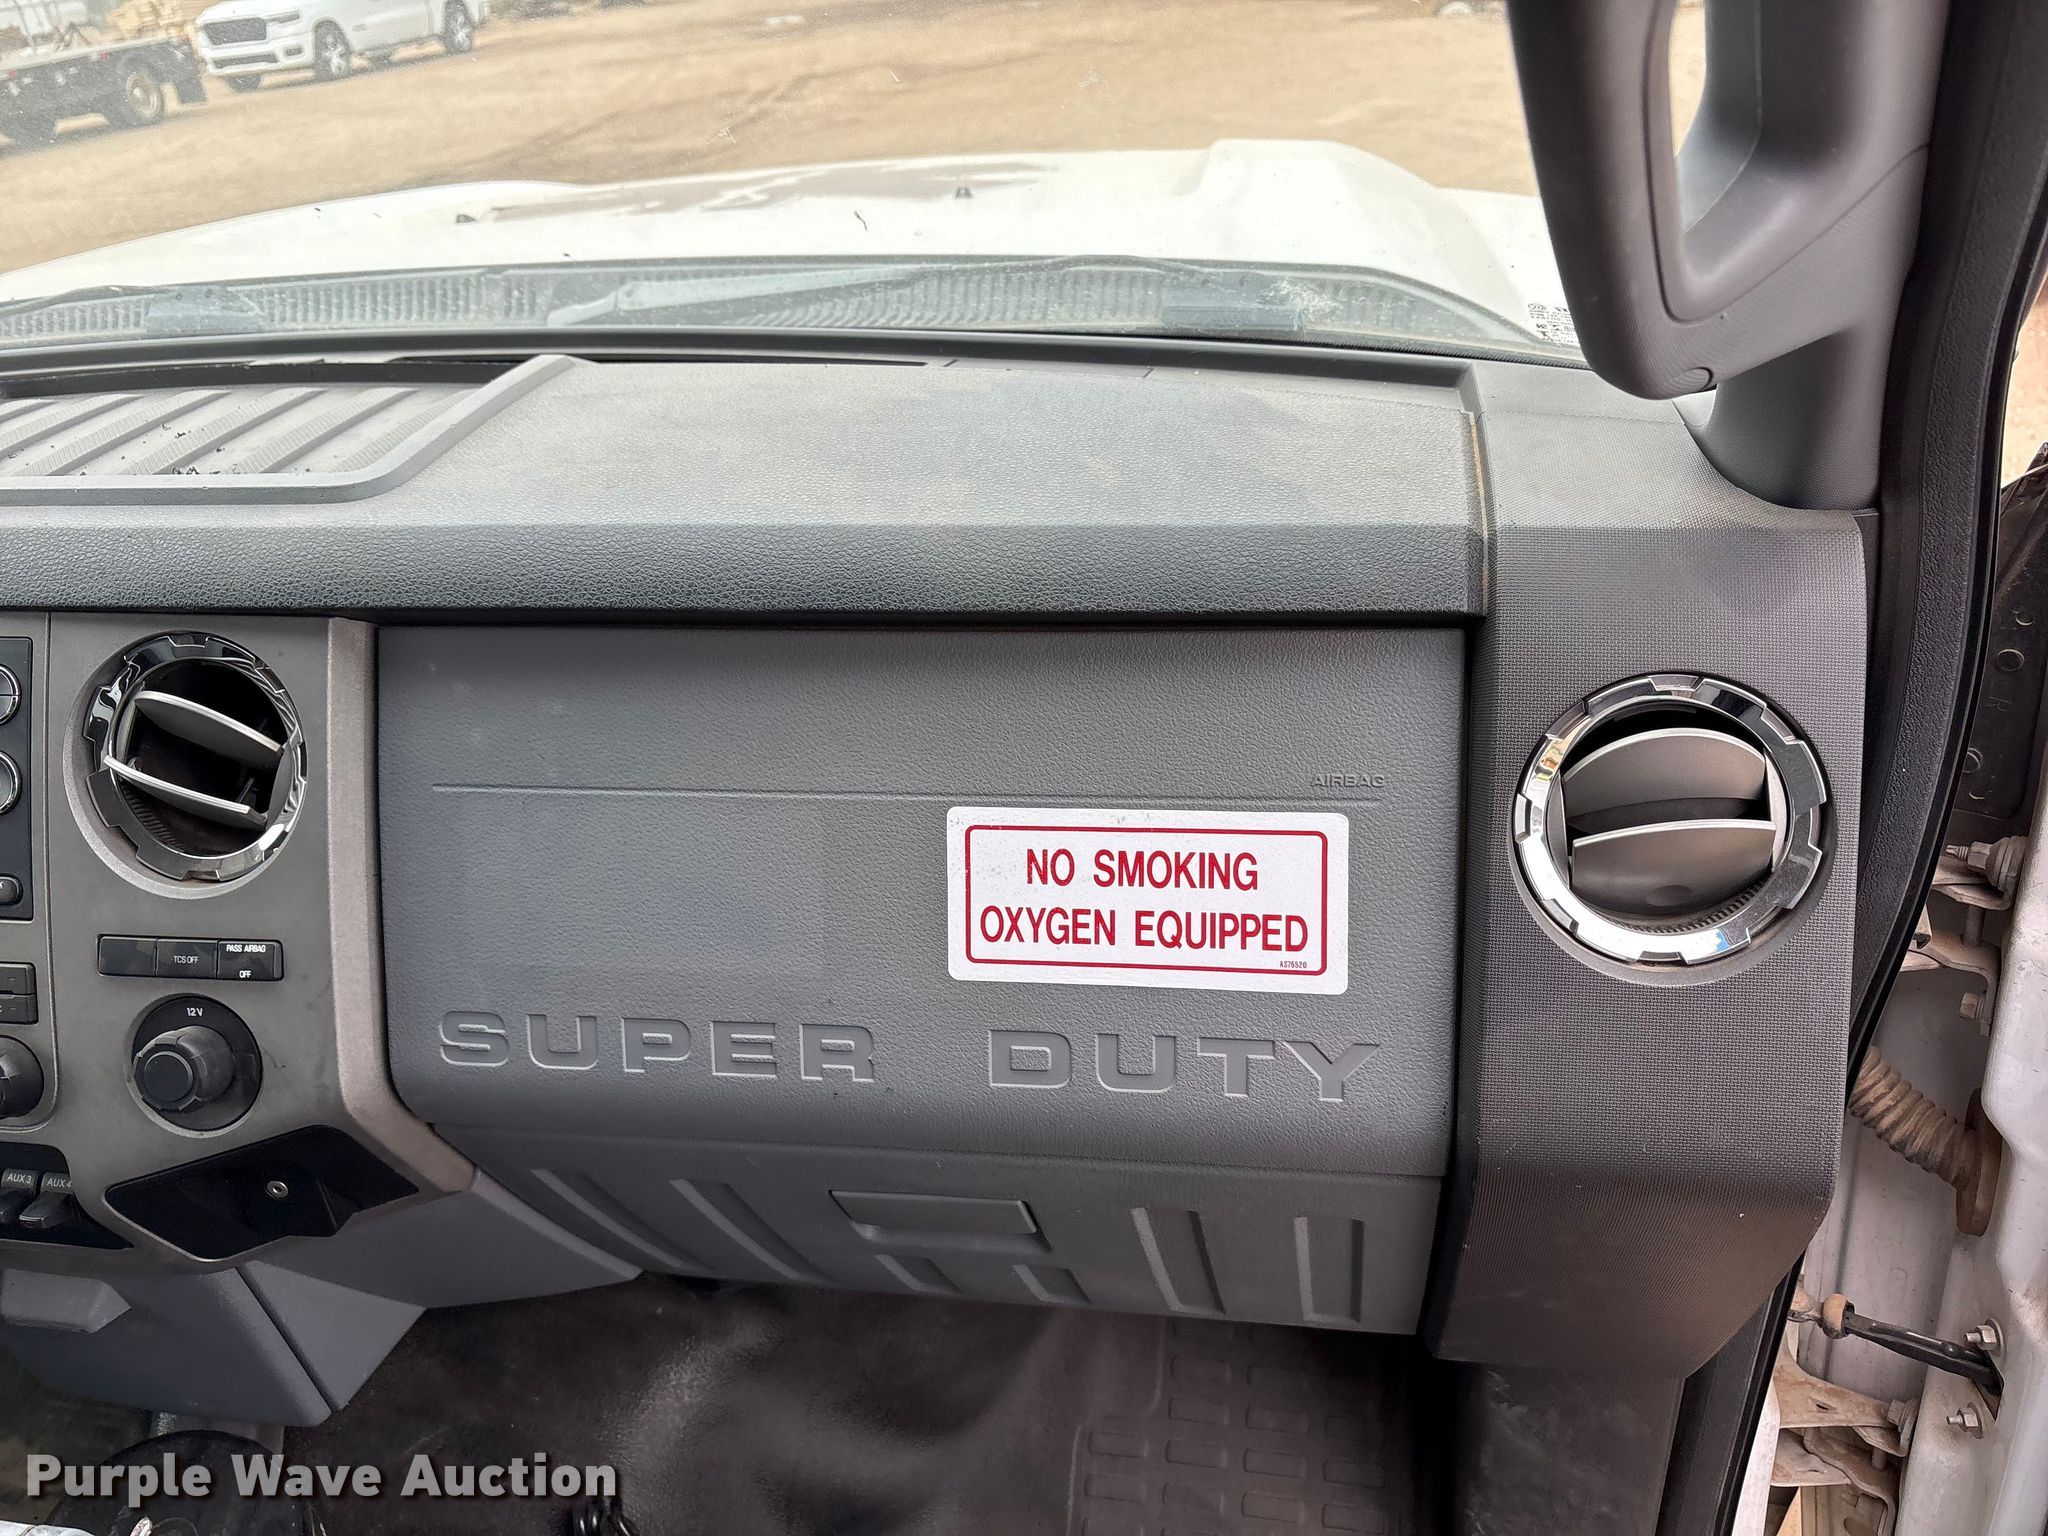 AIRBAG
NO SMOKING
OXYGEN EQUIPPED
AS76520
PASS AIRBAG
TCS OFF
OFF
12V
SUPER DUTY
AUX 3 AUX 4
Purple Wave Auction